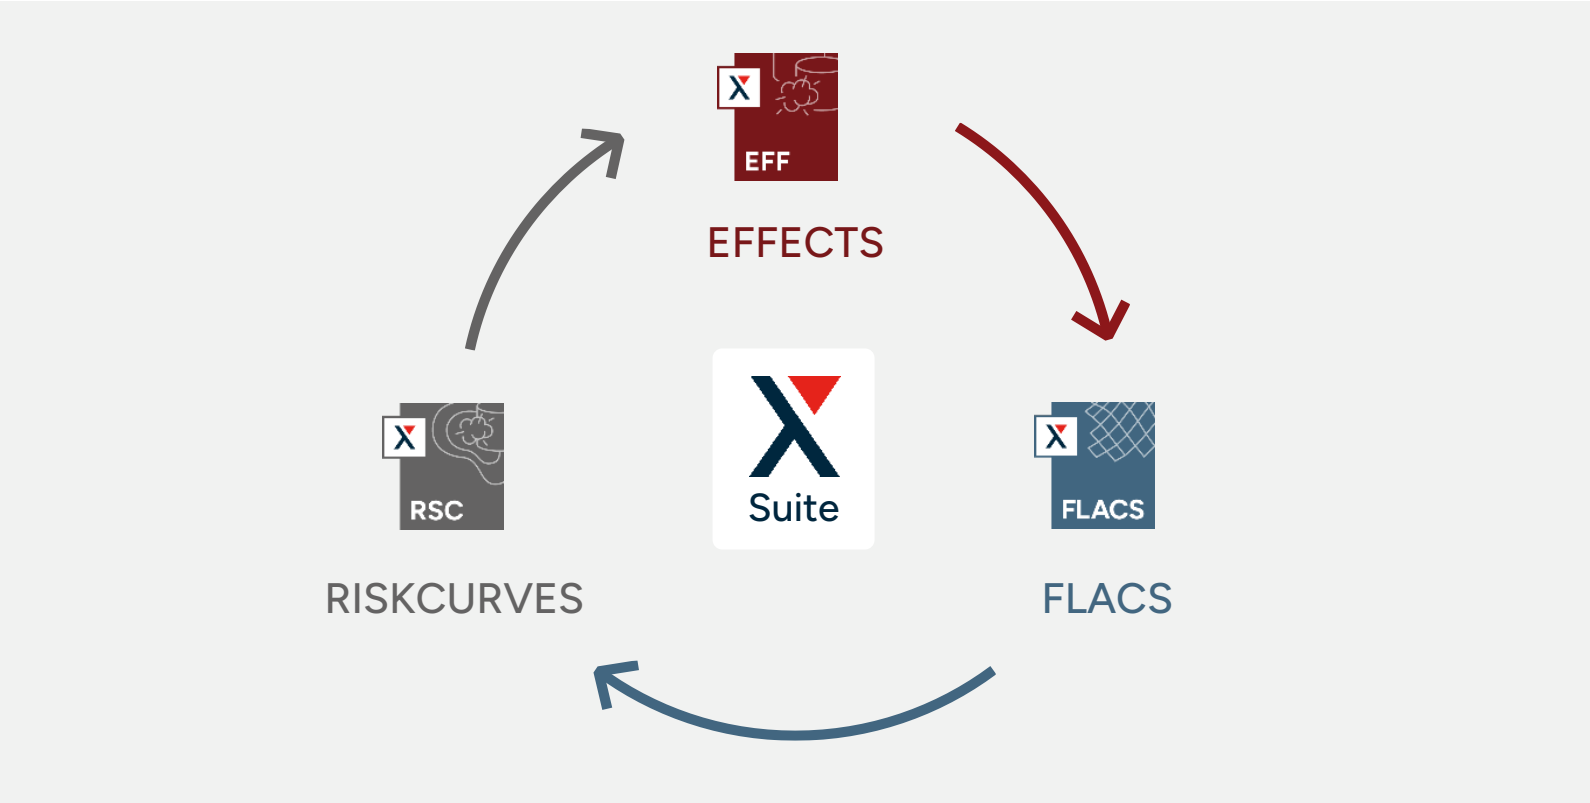 EFF
EFFECTS
RSC
RISKCURVES
Suite
FLACS
FLACS